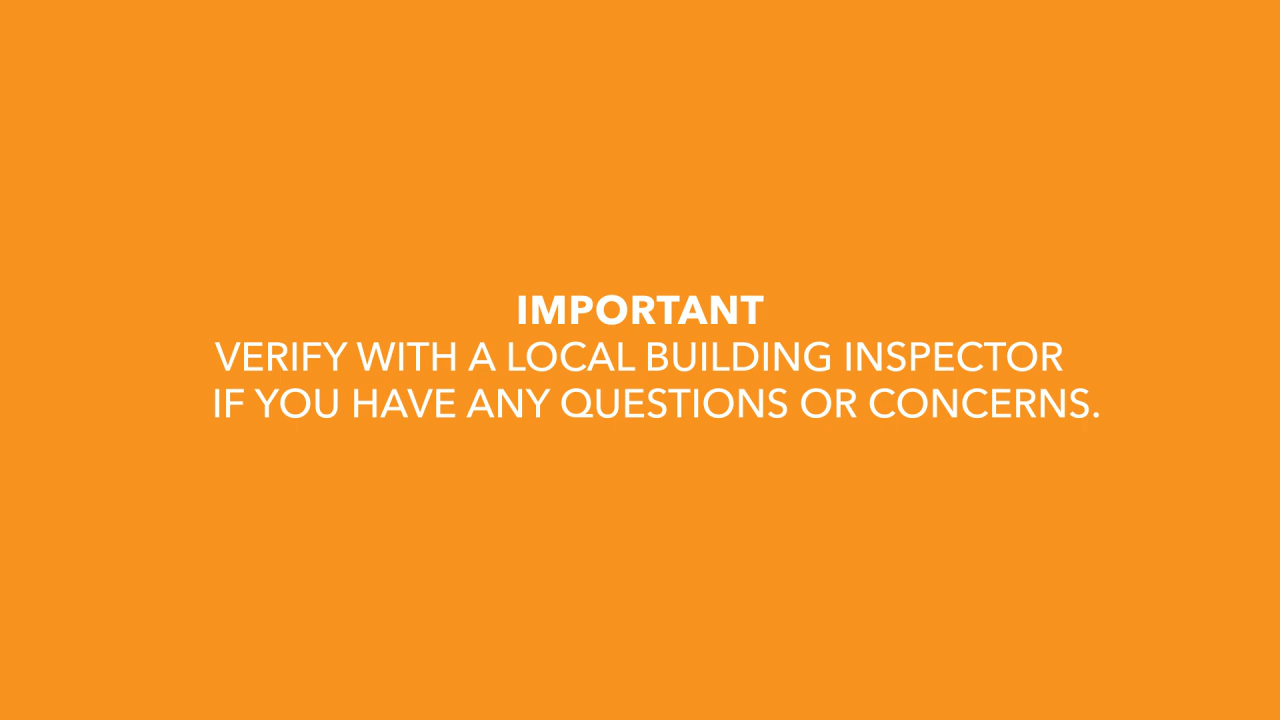 IMPORTANT
VERIFY WITH A LOCAL BUILDING INSPECTOR
IF YOU HAVE ANY QUESTIONS OR CONCERNS.